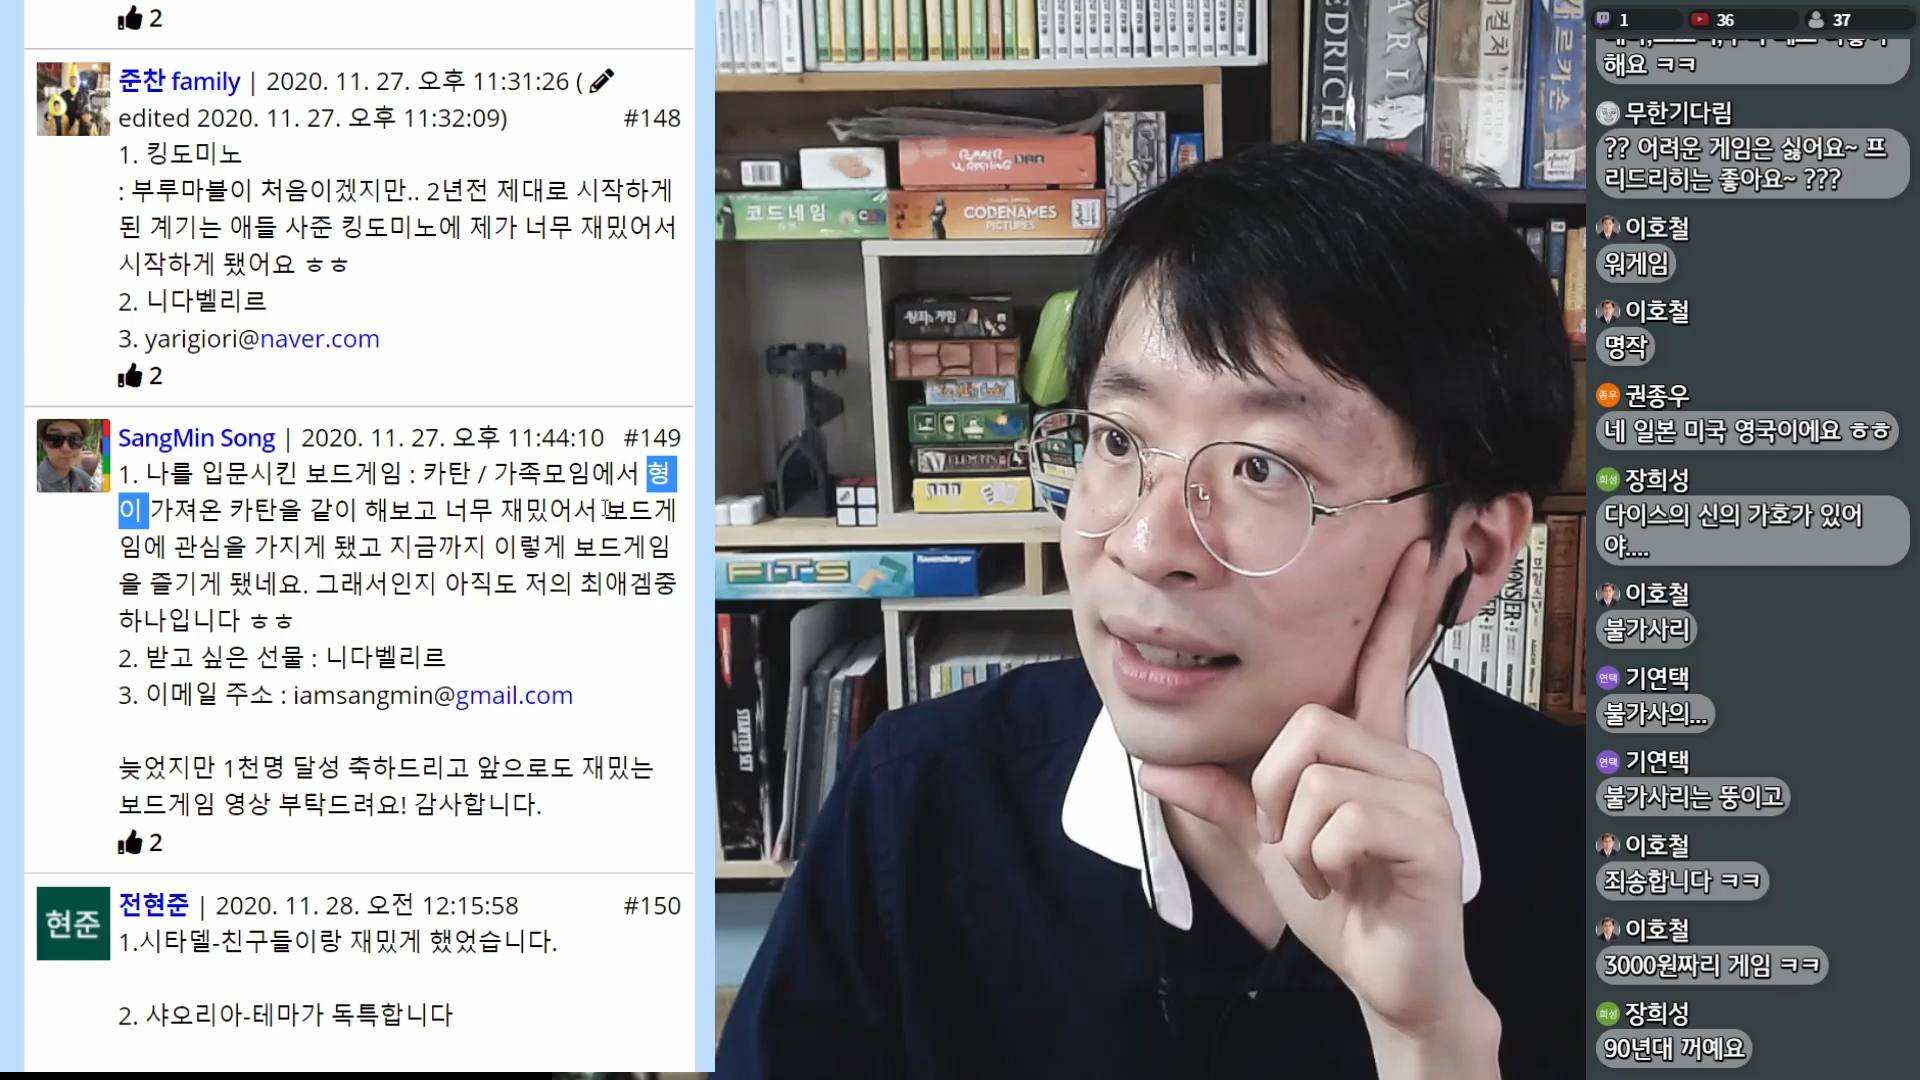 2
준찬 family | 2020. 11. 27. 오후 11:31:26 (
edited 2020. 11. 27. 오후 11:32:09) #148
1. 킹도미노
: 부루마블이 처음이겠지만.. 2년전 제대로 시작하게
된 계기는 애들 사준 킹도미노에 제가 너무 재밌어서
시작하게 됐어요 ㅎㅎ
2. 니다벨리르
3. yarigiori@naver.com
2
SangMin Song | 2020. 11. 27. 오후 11:44:10 #149
1. 나를 입문시킨 보드게임 : 카탄 / 가족모임에서 형
이 가져온 카탄을 같이 해보고 너무 재밌어서 보드게
임에 관심을 가지게 됐고 지금까지 이렇게 보드게임
을 즐기게 됐네요. 그래서인지 아직도 저의 최애겜중
하나입니다 ㅎㅎ
2. 받고 싶은 선물 : 니다벨리르
3. 이메일 주소 : iamsangmin@gmail.com
늦었지만 1천명 달성 축하드리고 앞으로도 재밌는
보드게임 영상 부탁드려요! 감사합니다.
2
현준
전현준 | 2020. 11. 28. 오전 12:15:58 #150
1.시타델-친구들이랑 재밌게 했었습니다.
2. 샤오리아-테마가 독특합니다
RUBBER
코드네임
CODENAMES
PICTURES
FITS
Ravensburger
STARTER SET
EDRICH
컬처
MONSTER
1 36 37
해요 ㅋㅋ
무한기다림
?? 어려운 게임은 싫어요~ 프
리드리히는 좋아요~ ???
이호철
워게임
이호철
명작
종우 권종우
네 일본 미국 영국이에요 ㅎㅎ
희성 장희성
다이스의 신의 가호가 있어
야....
이호철
불가사리
연택 기연택
불가사의...
연택 기연택
불가사리는 뚱이고
이호철
죄송합니다 ㅋㅋ
이호철
3000원짜리 게임 ㅋㅋ
희성 장희성
90년대 꺼예요